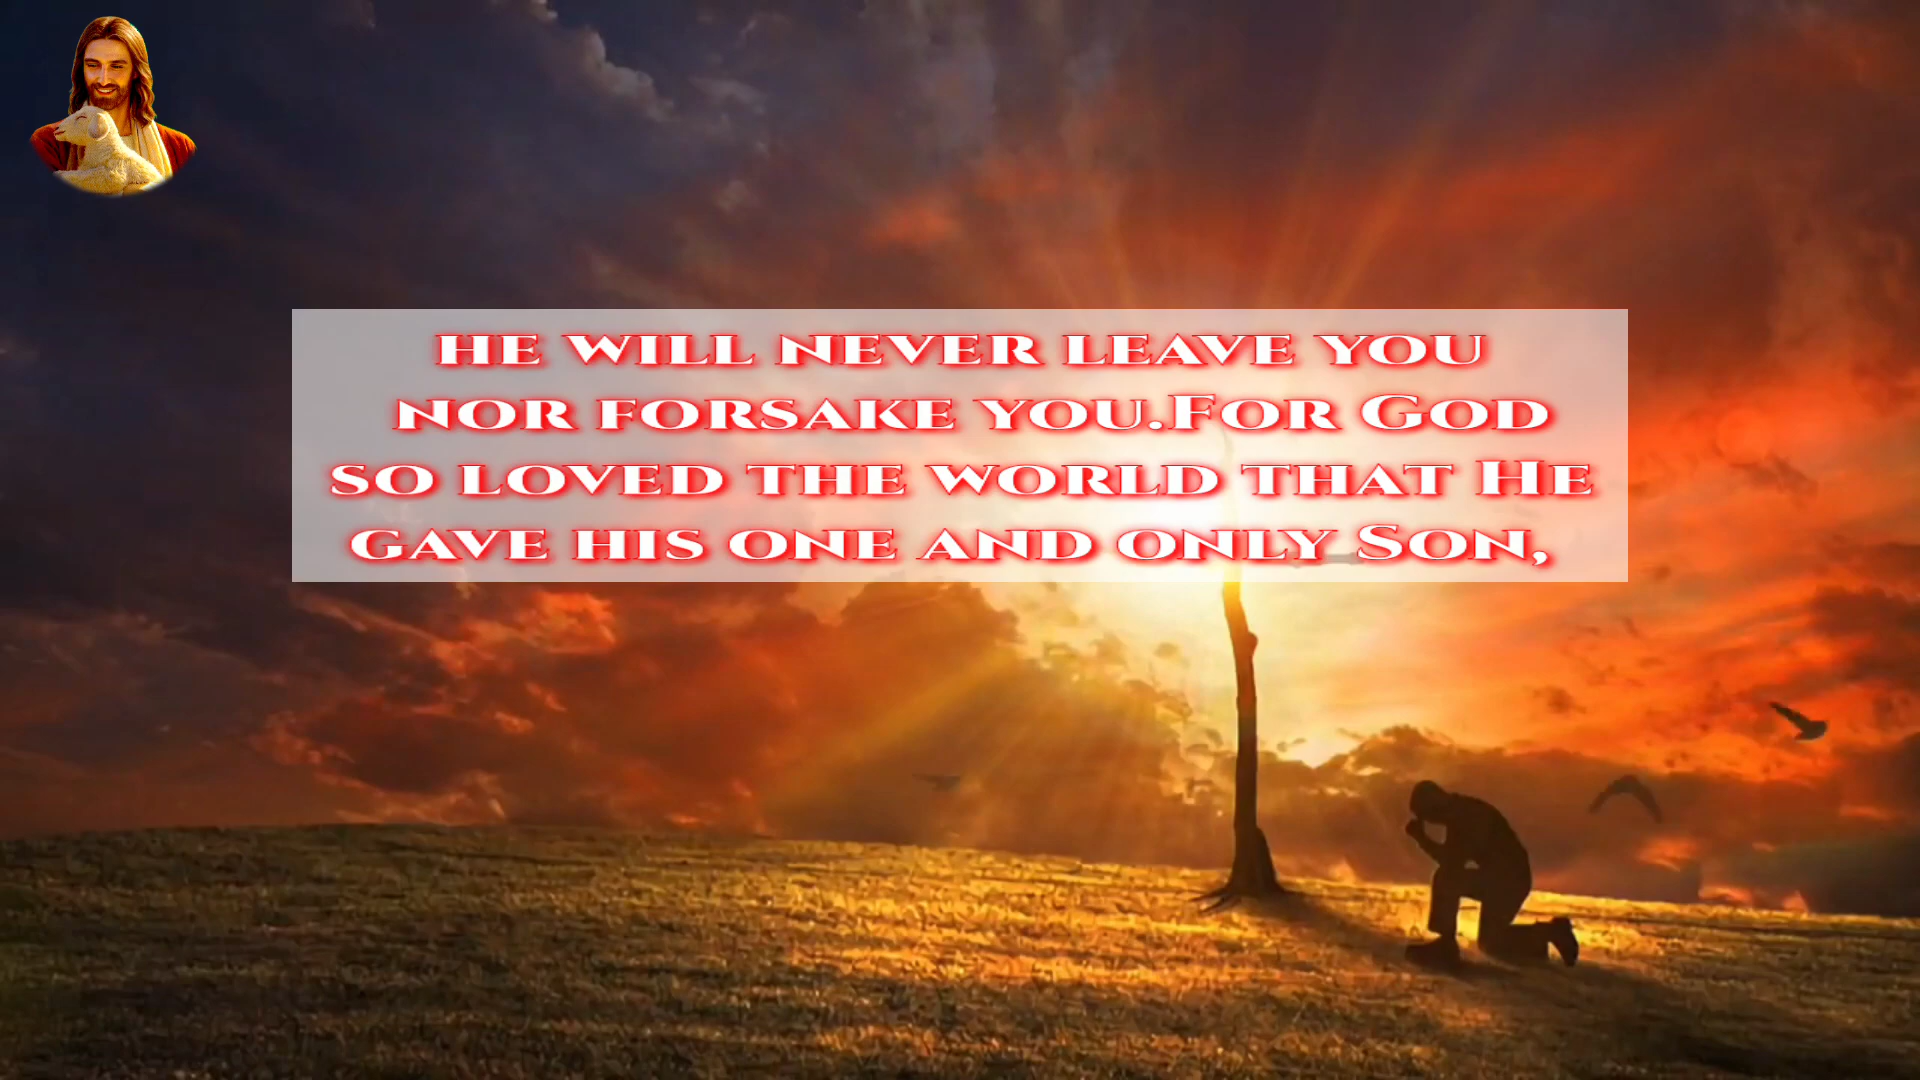 he will never leave you
nor forsake you.For God
so loved the world that He
gave his one and only Son,